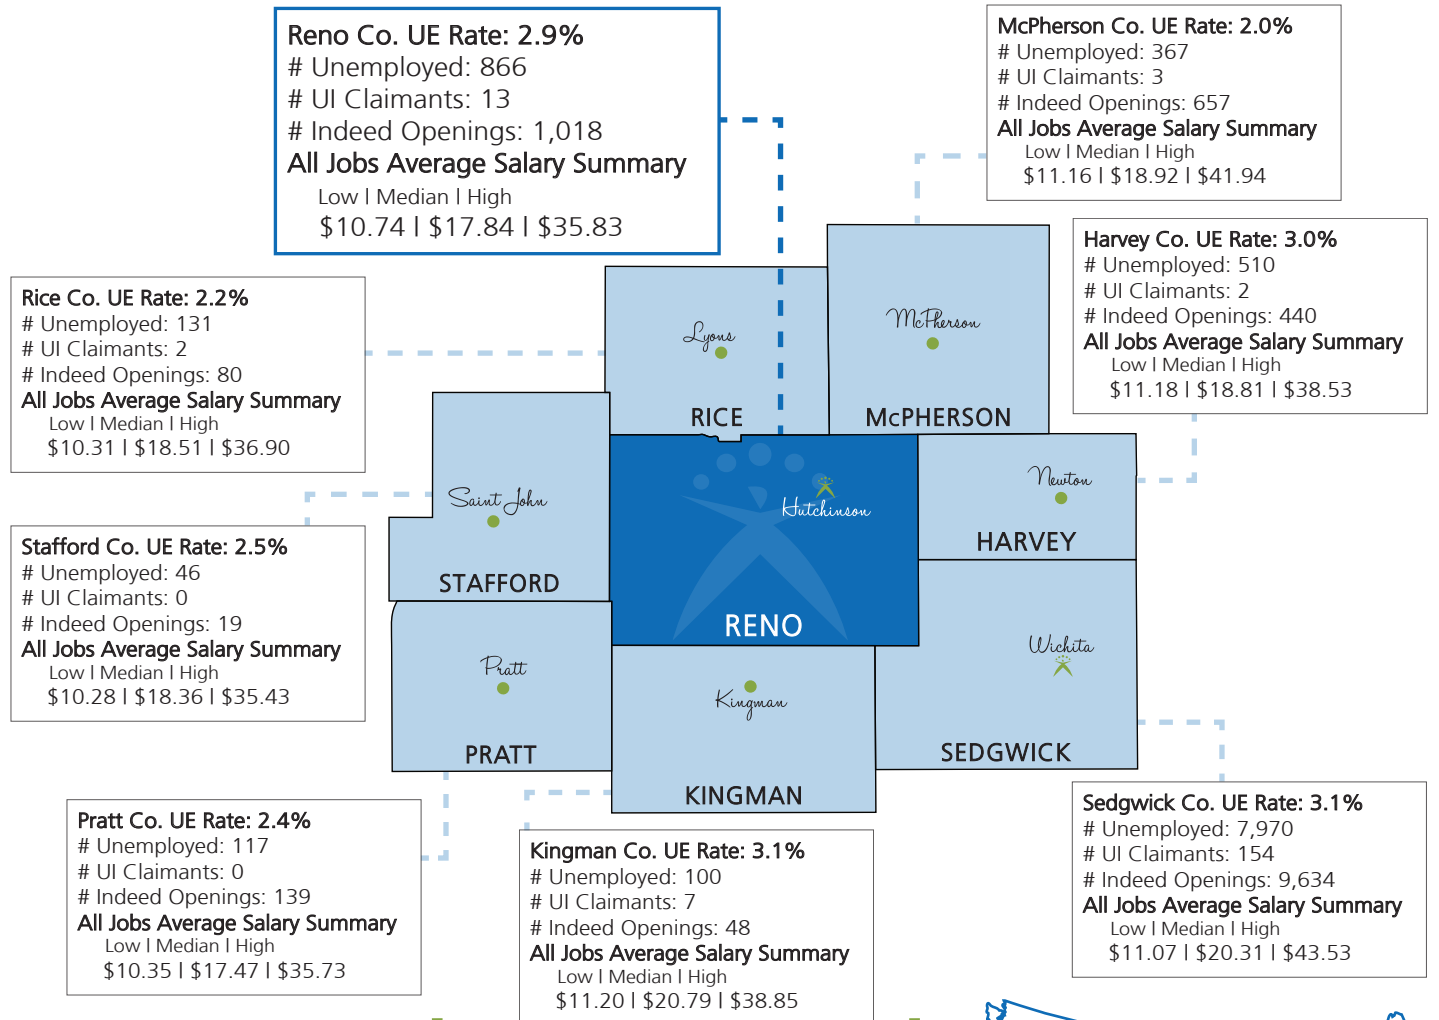 Reno Co. UE Rate: 2.9%
# Unemployed: 866
# UI Claimants: 13
# Indeed Openings: 1,018
All Jobs Average Salary Summary
Low | Median | High
$10.74 | $17.84 | $35.83
McPherson Co. UE Rate: 2.0%
# Unemployed: 367
# UI Claimants: 3
# Indeed Openings: 657
All Jobs Average Salary Summary
Low | Median | High
$11.16 | $18.92 | $41.94
Harvey Co. UE Rate: 3.0%
# Unemployed: 510
# UI Claimants: 2
# Indeed Openings: 440
All Jobs Average Salary Summary
Low | Median | High
$11.18 | $18.81 | $38.53
Rice Co. UE Rate: 2.2%
# Unemployed: 131
# UI Claimants: 2
# Indeed Openings: 80
All Jobs Average Salary Summary
Low | Median | High
$10.31 | $18.51 | $36.90
Lyons
RICE
McPherson
McPHERSON
Saint John
STAFFORD
Hutchinson
RENO
Newton
HARVEY
Stafford Co. UE Rate: 2.5%
# Unemployed: 46
# UI Claimants: 0
# Indeed Openings: 19
All Jobs Average Salary Summary
Low | Median | High
$10.28 | $18.36 | $35.43
Pratt
PRATT
Kingman
KINGMAN
Wichita
SEDGWICK
Pratt Co. UE Rate: 2.4%
# Unemployed: 117
# UI Claimants: 0
# Indeed Openings: 139
All Jobs Average Salary Summary
Low | Median | High
$10.35 | $17.47 | $35.73
Kingman Co. UE Rate: 3.1%
# Unemployed: 100
# UI Claimants: 7
# Indeed Openings: 48
All Jobs Average Salary Summary
Low | Median | High
$11.20 | $20.79 | $38.85
Sedgwick Co. UE Rate: 3.1%
# Unemployed: 7,970
# UI Claimants: 154
# Indeed Openings: 9,634
All Jobs Average Salary Summary
Low | Median | High
$11.07 | $20.31 | $43.53